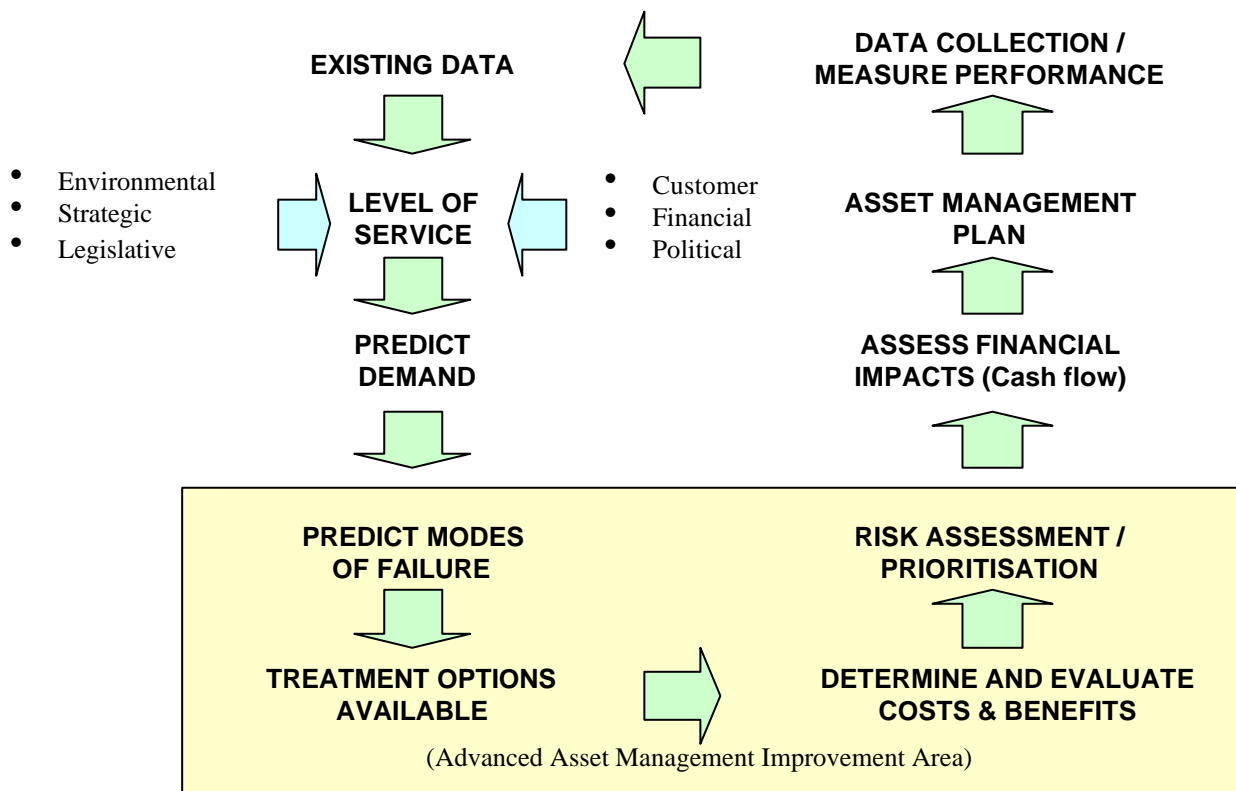 EXISTING DATA
DATA COLLECTION /
MEASURE PERFORMANCE
• Environmental
• Strategic
• Legislative
LEVEL OF
SERVICE
• Customer
• Financial
• Political
ASSET MANAGEMENT
PLAN
PREDICT
DEMAND
ASSESS FINANCIAL
IMPACTS (Cash flow)
PREDICT MODES
OF FAILURE
RISK ASSESSMENT /
PRIORITISATION
TREATMENT OPTIONS
AVAILABLE
DETERMINE AND EVALUATE
COSTS & BENEFITS
(Advanced Asset Management Improvement Area)